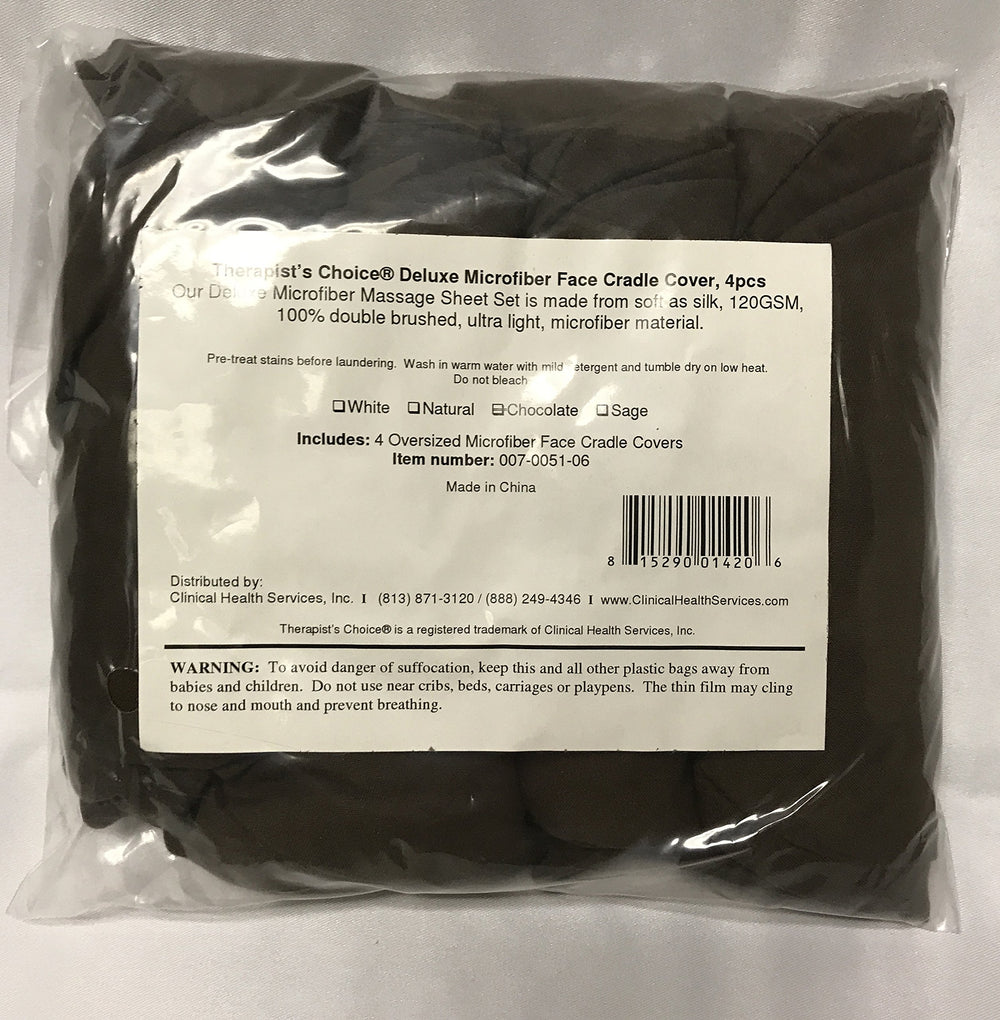 Therapist's Choice® Deluxe Microfiber Face Cradle Cover, 4pcs
Our Deluxe Microfiber Massage Sheet Set is made from soft as silk, 120GSM,
100% double brushed, ultra light, microfiber material.
Pre-treat stains before laundering. Wash in warm water with mild etergent and tumble dry on low heat.
Do not bleach
❑White ❑Natural ❑Chocolate ❑Sage
Includes: 4 Oversized Microfiber Face Cradle Covers
Item number: 007-0051-06
Made in China
8 15290 01420 6
Distributed by:
Clinical Health Services, Inc. I (813) 871-3120 / (888) 249-4346 I www.ClinicalHealthServices.com
Therapist's Choice® is a registered trademark of Clinical Health Services, Inc.
WARNING: To avoid danger of suffocation, keep this and all other plastic bags away from
babies and children. Do not use near cribs, beds, carriages or playpens. The thin film may cling
to nose and mouth and prevent breathing.